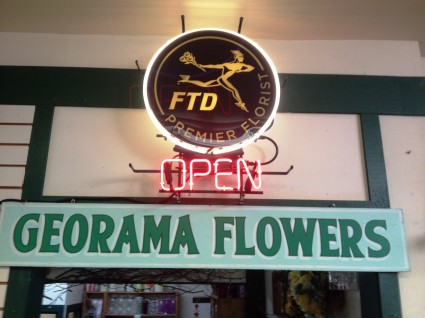 FTD
PREMIER FLORIST
OPEN
GEORAMA FLOWERS